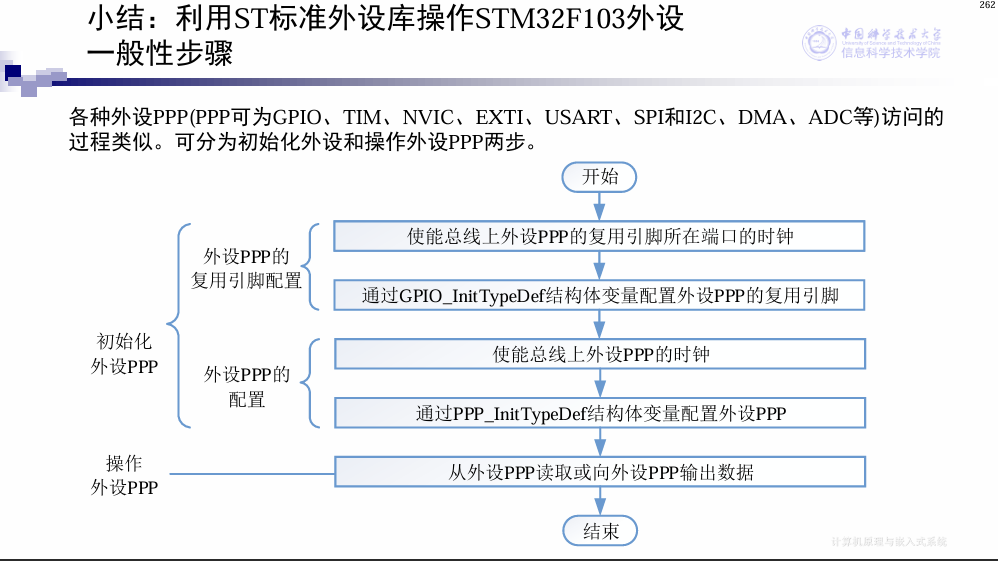 262
小结：利用ST标准外设库操作STM32F103外设
一般性步骤
中国科学技术大学
University of Science and Technology of China
信息科学技术学院
各种外设PPP(PPP可为GPIO、TIM、NVIC、EXTI、USART、SPI和I2C、DMA、ADC等)访问的
过程类似。可分为初始化外设和操作外设PPP两步。
开始
使能总线上外设PPP的复用引脚所在端口的时钟
外设PPP的
复用引脚配置
通过GPIO_InitTypeDef结构体变量配置外设PPP的复用引脚
初始化
外设PPP
使能总线上外设PPP的时钟
外设PPP的
配置
通过PPP_InitTypeDef结构体变量配置外设PPP
操作
外设PPP
从外设PPP读取或向外设PPP输出数据
结束
计算机原理与嵌入式系统